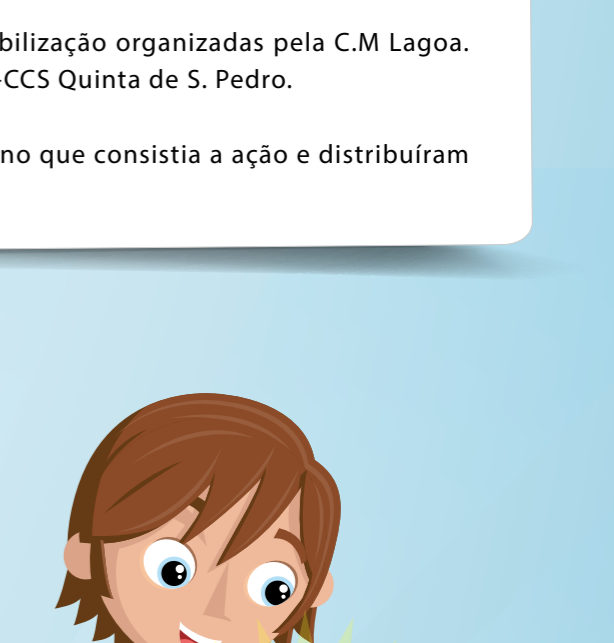 bilização organizadas pela C.M Lagoa.
-CCS Quinta de S. Pedro.
no que consistia a ação e distribuíram